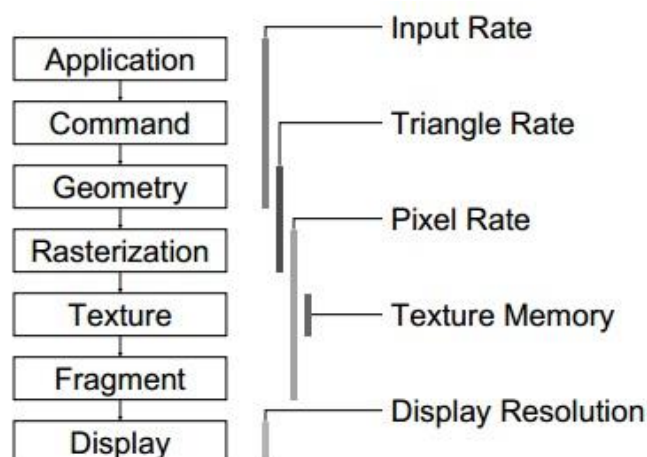 Application
Command
Geometry
Rasterization
Texture
Fragment
Display
Input Rate
Triangle Rate
Pixel Rate
Texture Memory
Display Resolution